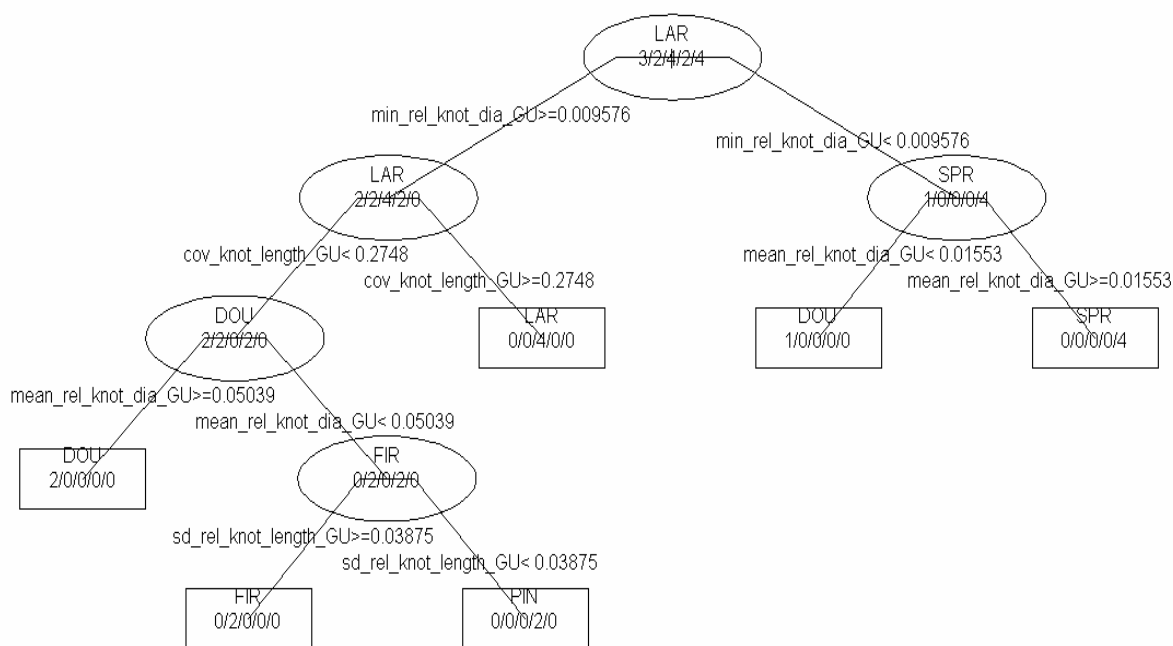 LAR
3/2/4/2/4
min_rel_knot_dia_GU>=0.009576
min_rel_knot_dia_GU< 0.009576
LAR
2/2/4/2/0
SPR
1/0/0/0/4
cov_knot_length_GU< 0.2748
cov_knot_length_GU>=0.2748
mean_rel_knot_dia_GU< 0.01553
mean_rel_knot_dia_GU>=0.01553
DOU
2/2/0/2/0
LAR
0/0/4/0/0
DOU
1/0/0/0/0
SPR
0/0/0/0/4
mean_rel_knot_dia_GU>=0.05039
mean_rel_knot_dia_GU< 0.05039
DOU
2/0/0/0/0
FIR
0/2/0/2/0
sd_rel_knot_length_GU>=0.03875
sd_rel_knot_length_GU< 0.03875
FIR
0/2/0/0/0
PIN
0/0/0/2/0